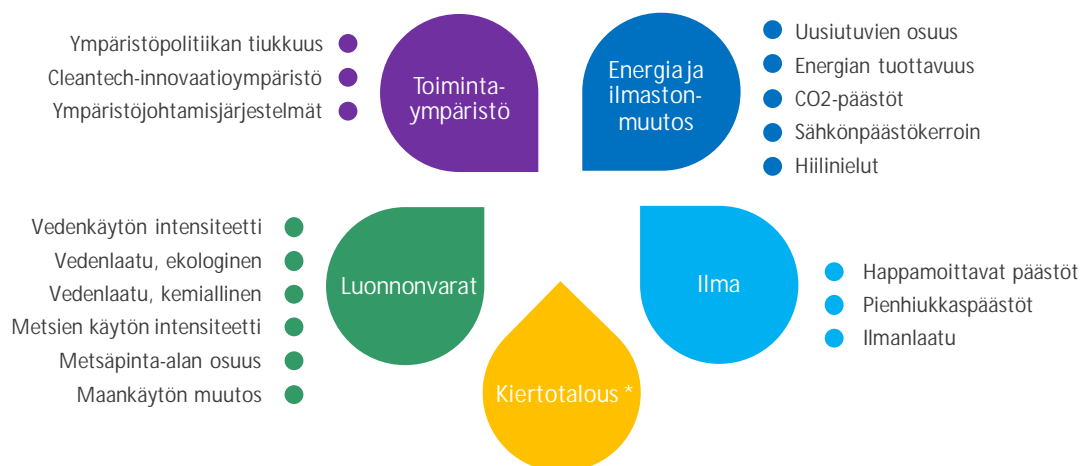 Ympäristöpolitiikan tiukkuus
Cleantech-innovaatioympäristö
Ympäristöjohtamisjärjestelmät
Toiminta-
ympäristö
Energia ja
ilmaston-
muutos
Uusiutuvien osuus
Energian tuottavuus
CO2-päästöt
Sähkönpäästökerroin
Hiilinielut
Vedenkäytön intensiteetti
Vedenlaatu, ekologinen
Vedenlaatu, kemiallinen
Metsien käytön intensiteetti
Metsäpinta-alan osuus
Maankäytön muutos
Luonnonvarat
Ilma
Happamoittavat päästöt
Pienhiukkaspäästöt
Ilmanlaatu
Kiertotalous *